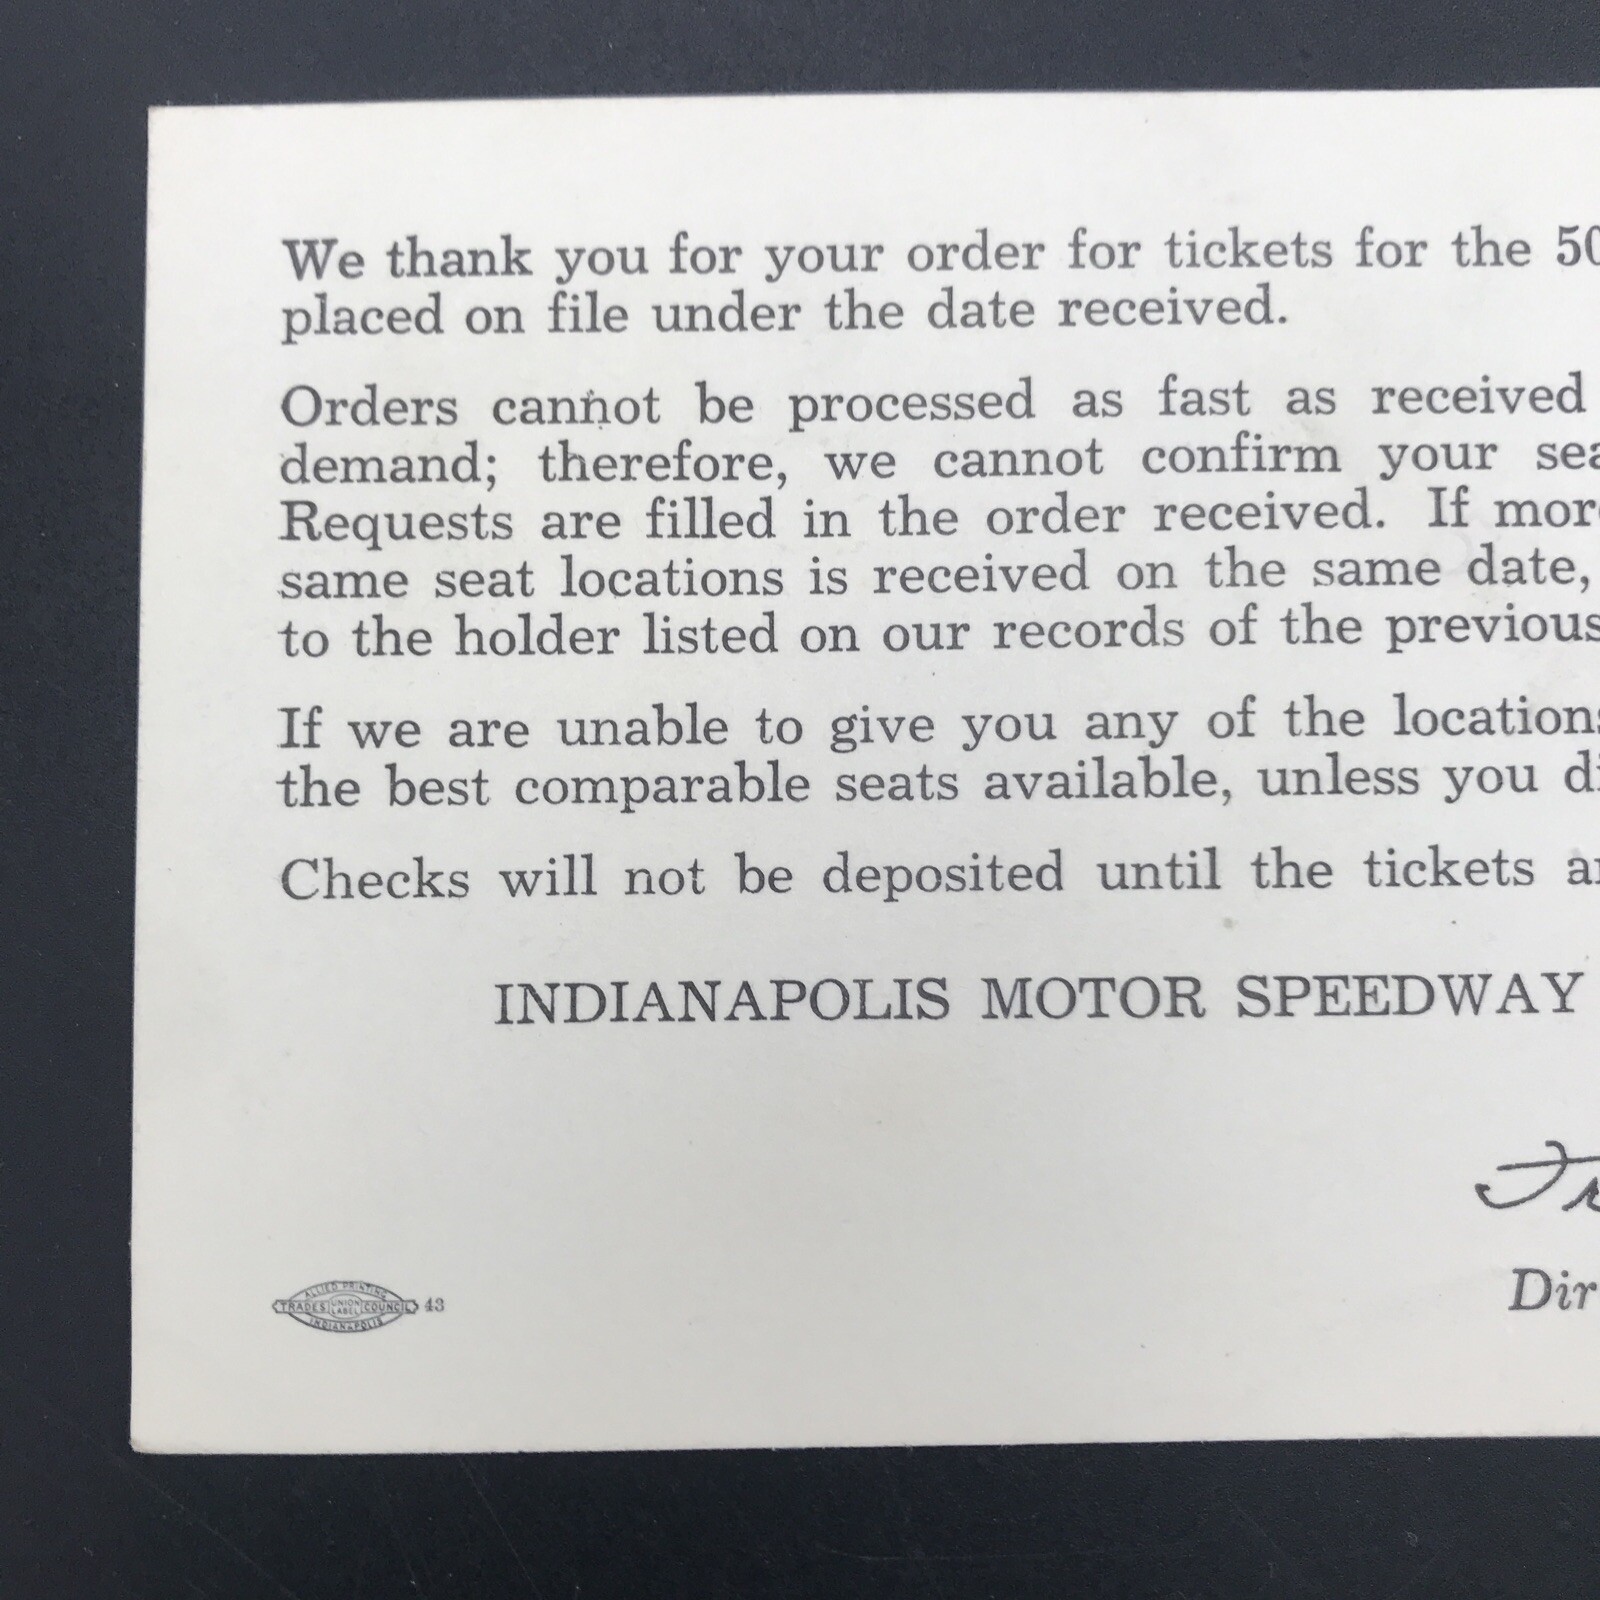 We thank you for your order for tickets for the 50
placed on file under the date received.
Orders cannot be processed as fast as received
demand; therefore, we cannot confirm your sea
Requests are filled in the order received. If mor
same seat locations is received on the same date,
to the holder listed on our records of the previous
If we are unable to give you any of the locations
the best comparable seats available, unless you di
Checks will not be deposited until the tickets ar
INDIANAPOLIS MOTOR SPEEDWAY
Fr
Dir
ALLIED PRINTING
TRADES UNION LABEL COUNCIL 43
INDIANAPOLIS